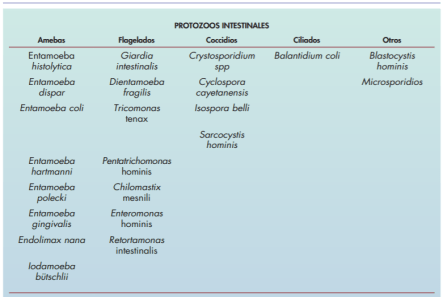 PROTOZOOS INTESTINALES
Amebas Flagelados Coccidios Ciliados Otros
Entamoeba Giardia Crystosporidium Balantidium coli Blastocystis
histolytica intestinalis spp hominis
Entamoeba Dientamoeba Cyclospora Microsporidios
dispar fragilis cayetanensis
Entamoeba coli Tricomonas Isospora belli
tenax
Sarcocystis
hominis
Entamoeba Pentatrichomonas
hartmanni hominis
Entamoeba Chilomastix
polecki mesnili
Entamoeba Enteromonas
gingivalis hominis
Endolimax nana Retortamonas
intestinalis
Iodamoeba
bütschlii